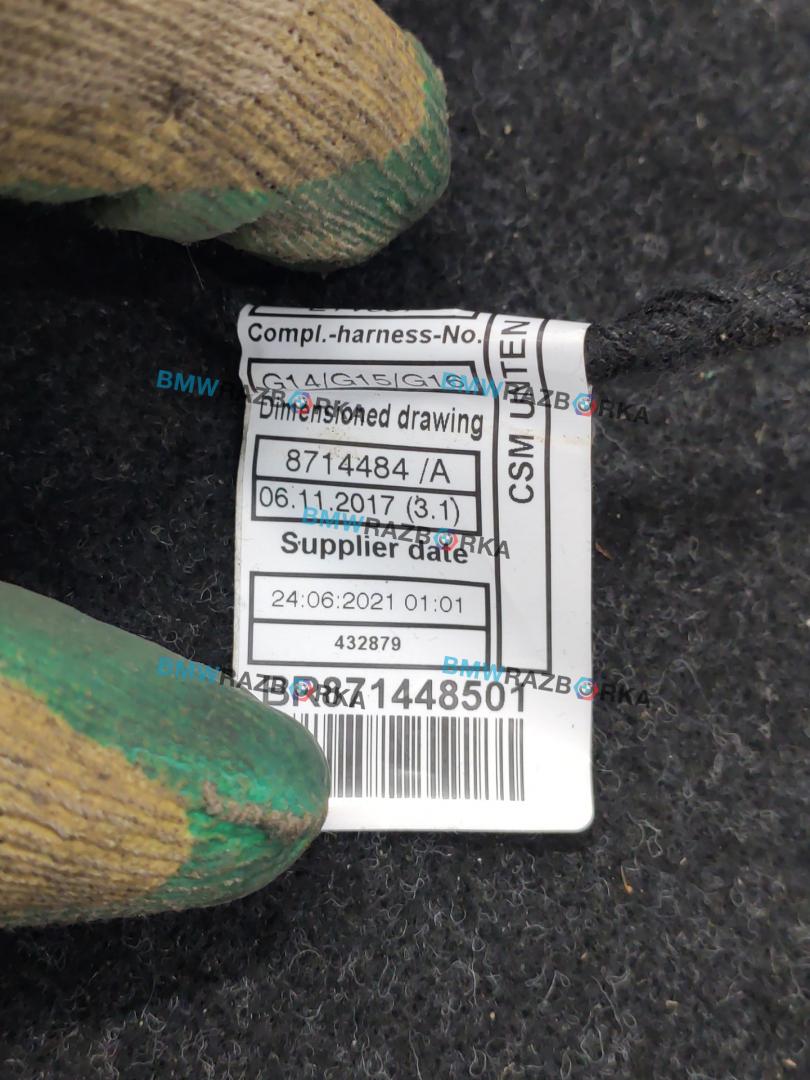 Compl.-harness-No.
G14/G15/G16
Dimensioned drawing
8714484 /A
06.11.2017 (3.1)
Supplier date
24:06:2021 01:01
432879
CSM UNTEN
BR871448501
BMWRAZBORKA
BMWRAZBORKA
BMWRAZBORKA
BMWRAZBORKA
BMWRAZBORKA